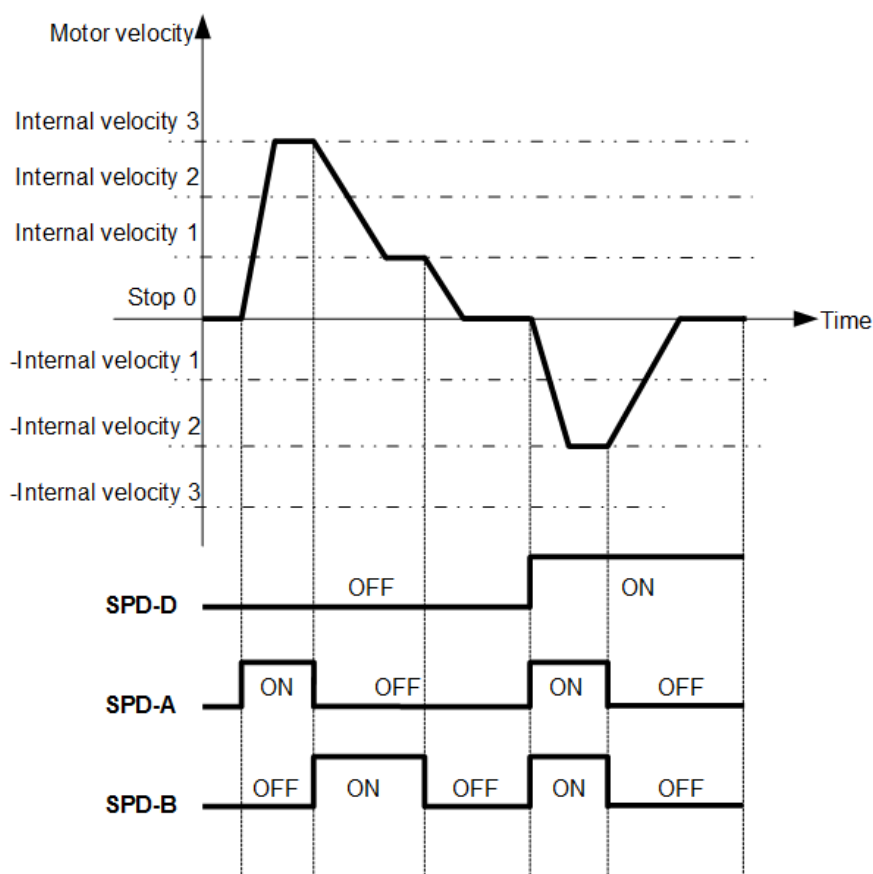 Motor velocity
Internal velocity 3
Internal velocity 2
Internal velocity 1
Stop 0
Time
-Internal velocity 1
-Internal velocity 2
-Internal velocity 3
SPD-D OFF ON
SPD-A ON OFF ON OFF
SPD-B OFF ON OFF ON OFF